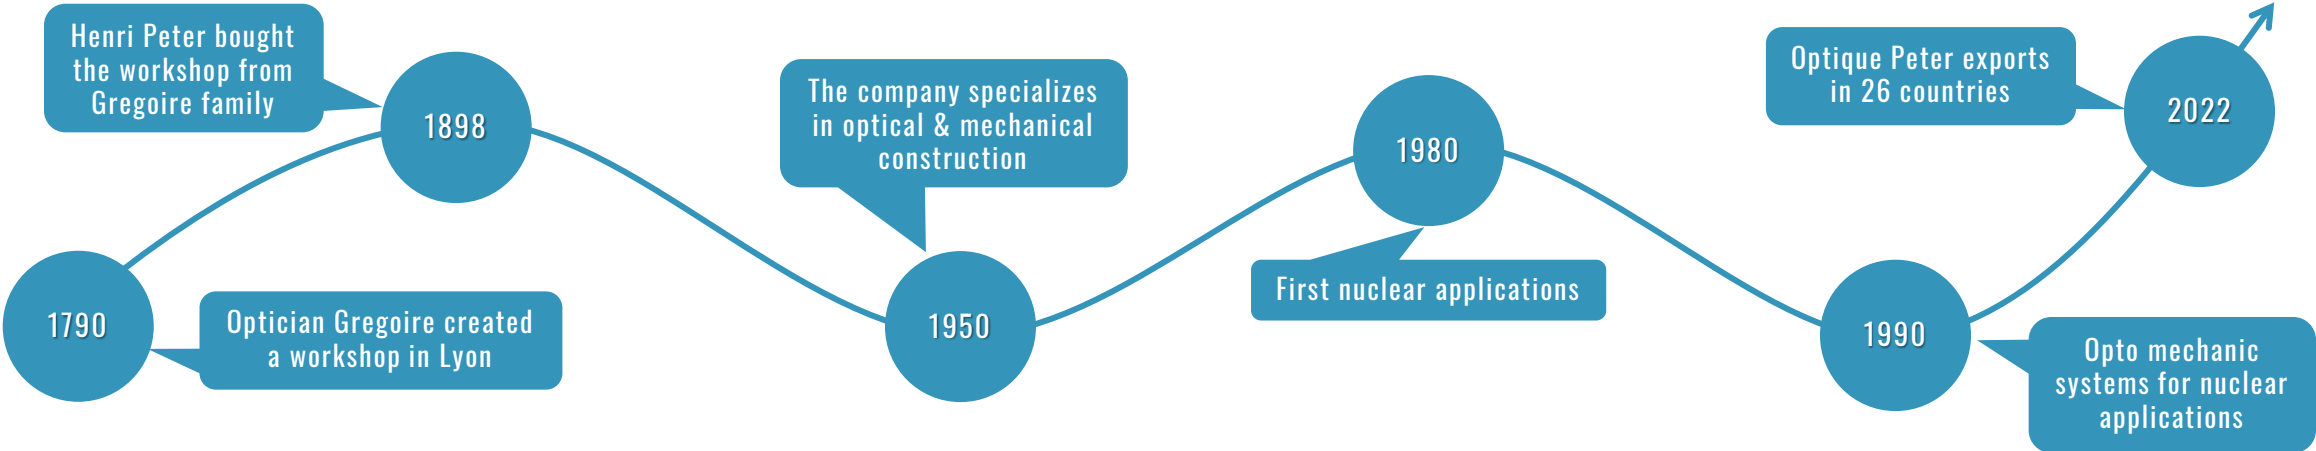 1790
Optician Gregoire created
a workshop in Lyon
Henri Peter bought
the workshop from
Gregoire family
1898
The company specializes
in optical & mechanical
construction
1950
1980
First nuclear applications
1990
Opto mechanic
systems for nuclear
applications
Optique Peter exports
in 26 countries
2022